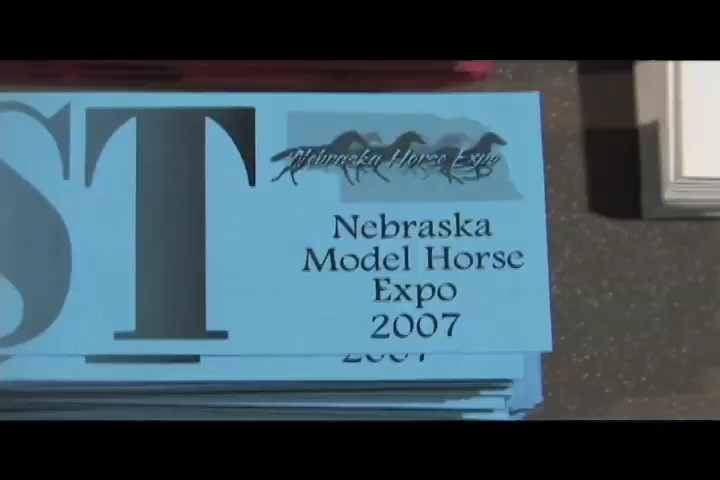 ST
Nebraska Horse Expo
Nebraska
Model Horse
Expo
2007
2007